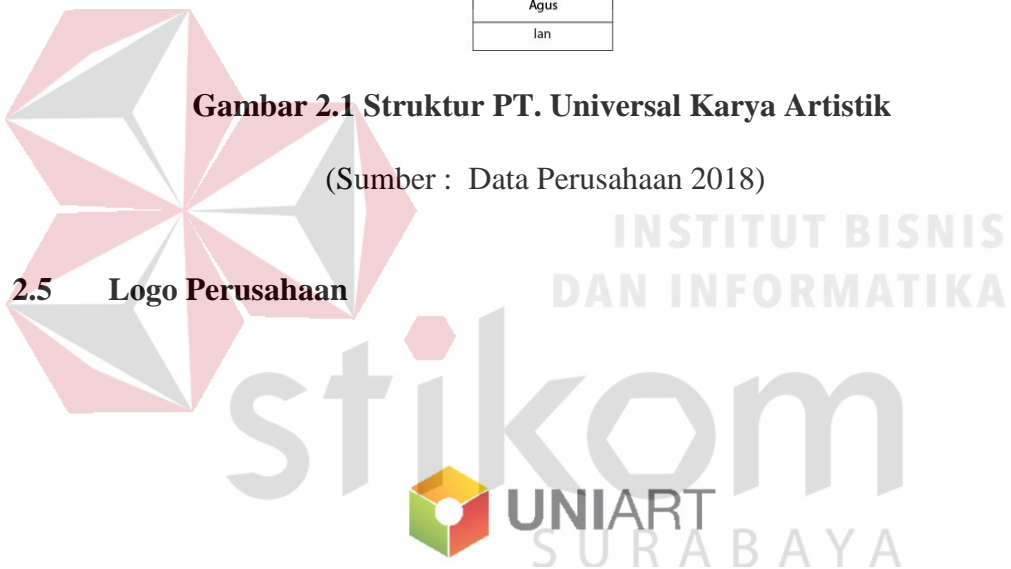 Agus
Ian
Gambar 2.1 Struktur PT. Universal Karya Artistik
(Sumber : Data Perusahaan 2018)
INSTITUT BISNIS
DAN INFORMATIKA
2.5 Logo Perusahaan
stikom
UNIART
SURABAYA